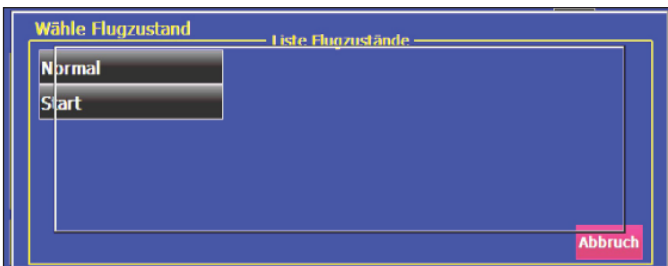 Wähle Flugzustand
Liste Flugzustände
Normal
Start
Abbruch